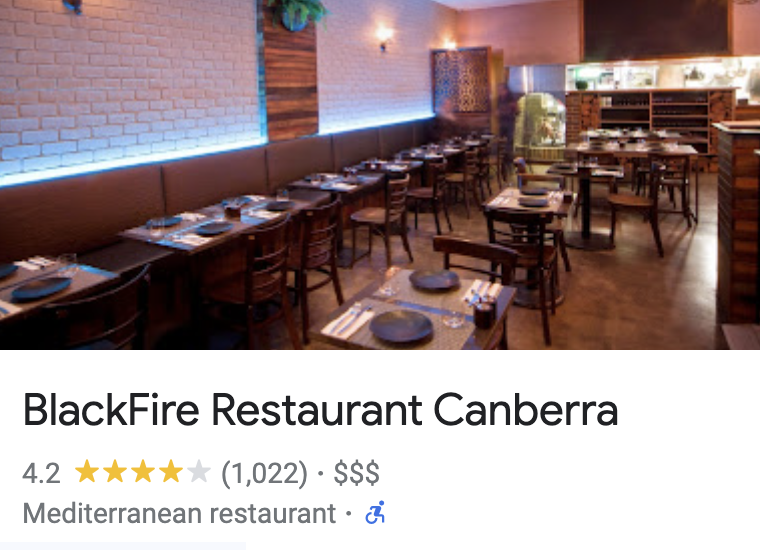 BlackFire Restaurant Canberra
4.2 ★★★★★ (1,022) · $$$
Mediterranean restaurant ·